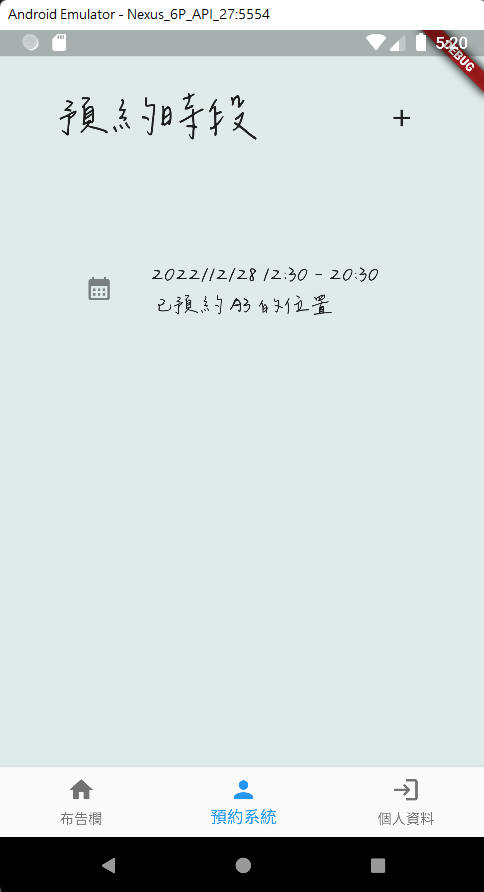 Android Emulator - Nexus_6P_API_27:5554
5:20
DEBUG
預約時段
+
2022/12/28 12:30 - 20:30
已預約 A3 的位置
布告欄
預約系統
個人資料